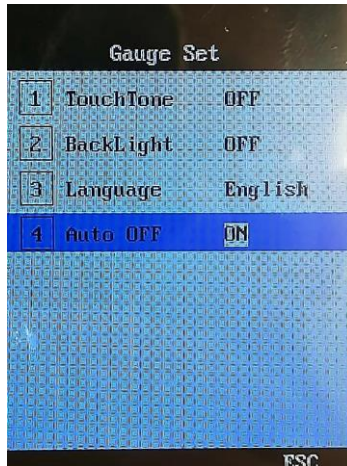 Gauge Set
1 TouchTone OFF
2 BackLight OFF
3 Language English
4 Auto OFF ON
ESC